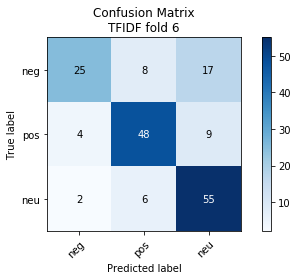 Confusion Matrix
TFIDF fold 6
True label
neg 25 8 17
pos 4 48 9
neu 2 6 55
neg pos neu
Predicted label
50
40
30
20
10